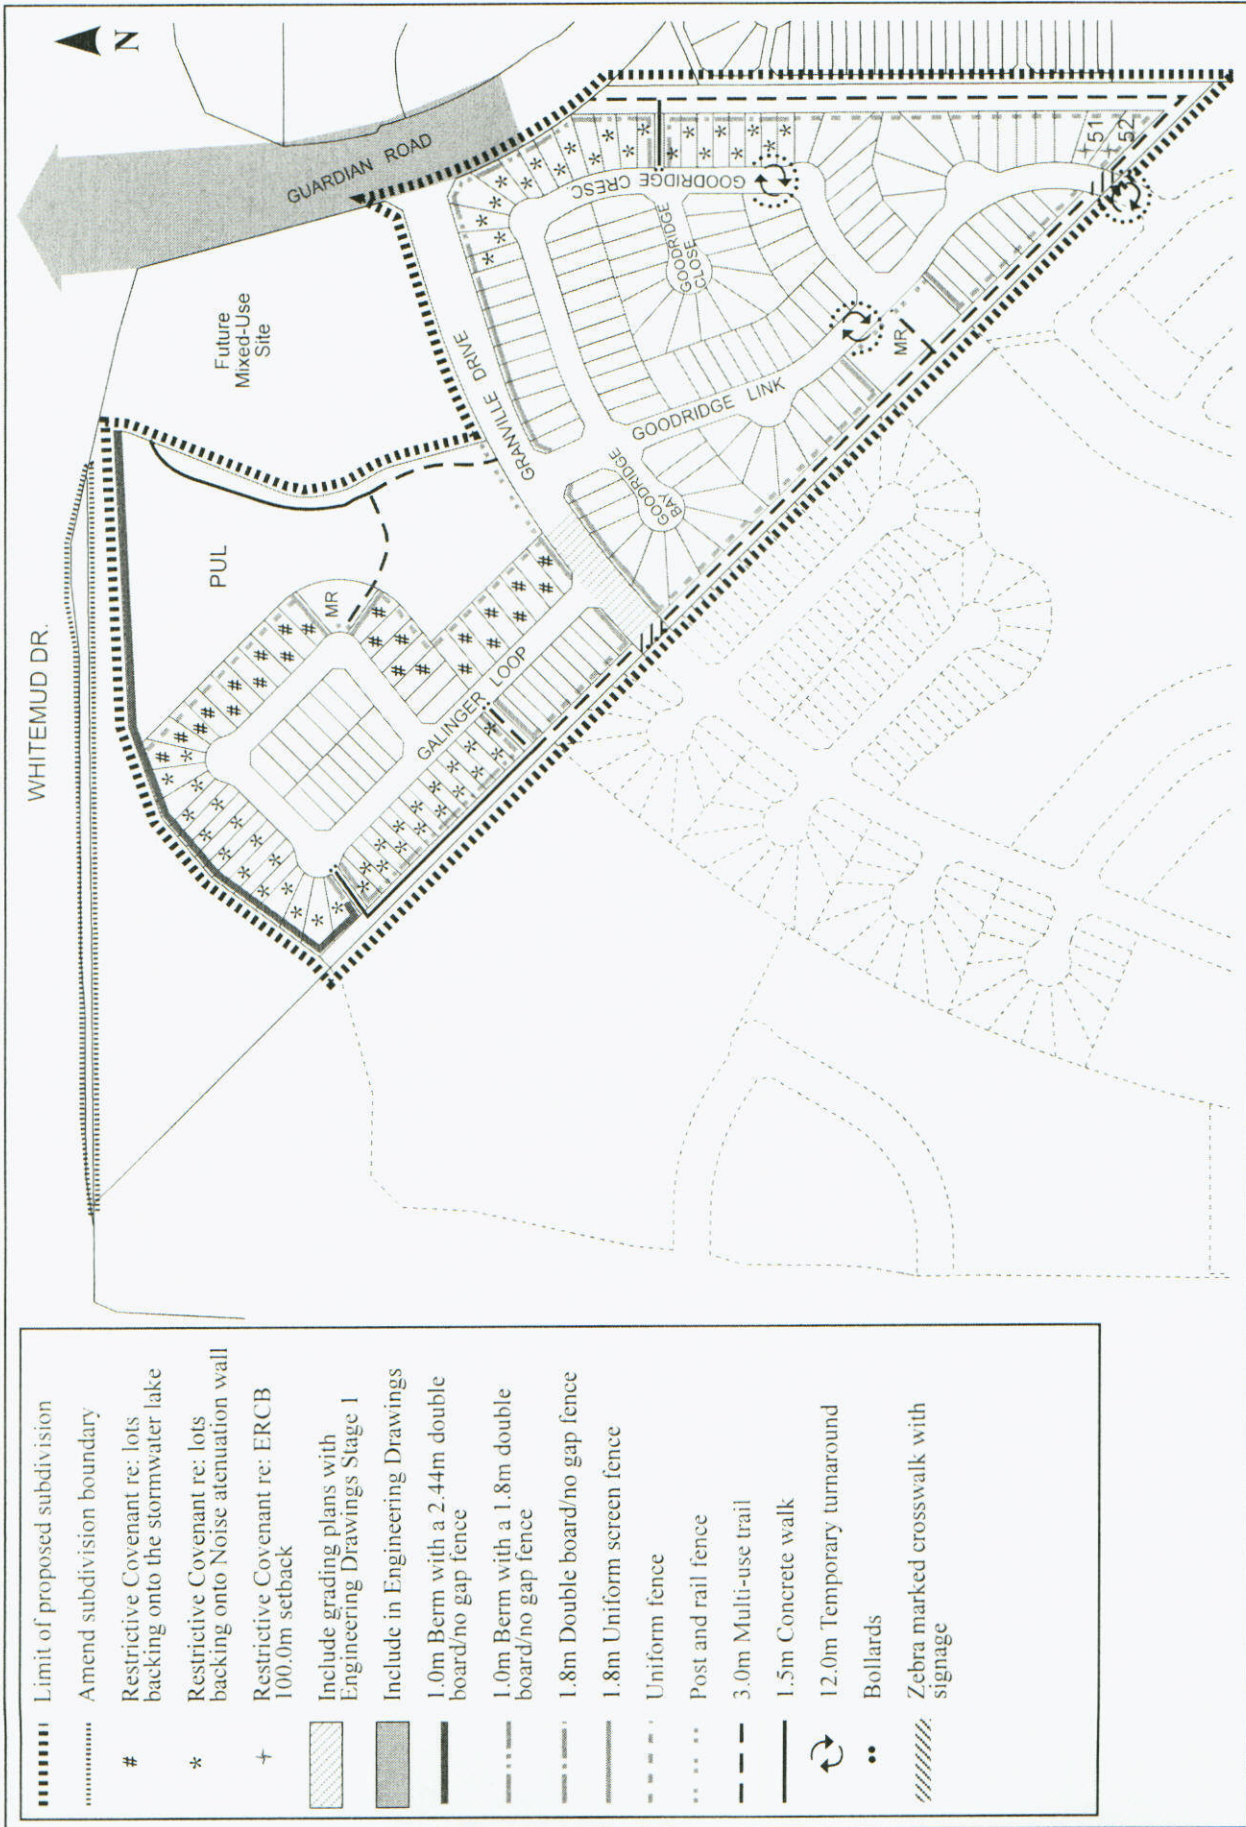 N
WHITEMUD DR.
GUARDIAN ROAD
Future
Mixed-Use
Site
PUL
MR
GRANVILLE DRIVE
GALINGER LOOP
GOODRIDGE
BAY
GOODRIDGE LINK
GOODRIDGE
CLOSE
GOODRIDGE CRESC.
MR
51
52
Limit of proposed subdivision
Amend subdivision boundary
# Restrictive Covenant re: lots
backing onto the stormwater lake
* Restrictive Covenant re: lots
backing onto Noise atenuation wall
+ Restrictive Covenant re: ERCB
100.0m setback
Include grading plans with
Engineering Drawings Stage 1
Include in Engineering Drawings
1.0m Berm with a 2.44m double
board/no gap fence
1.0m Berm with a 1.8m double
board/no gap fence
1.8m Double board/no gap fence
1.8m Uniform screen fence
Uniform fence
Post and rail fence
3.0m Multi-use trail
1.5m Concrete walk
12.0m Temporary turnaround
Bollards
Zebra marked crosswalk with
signage